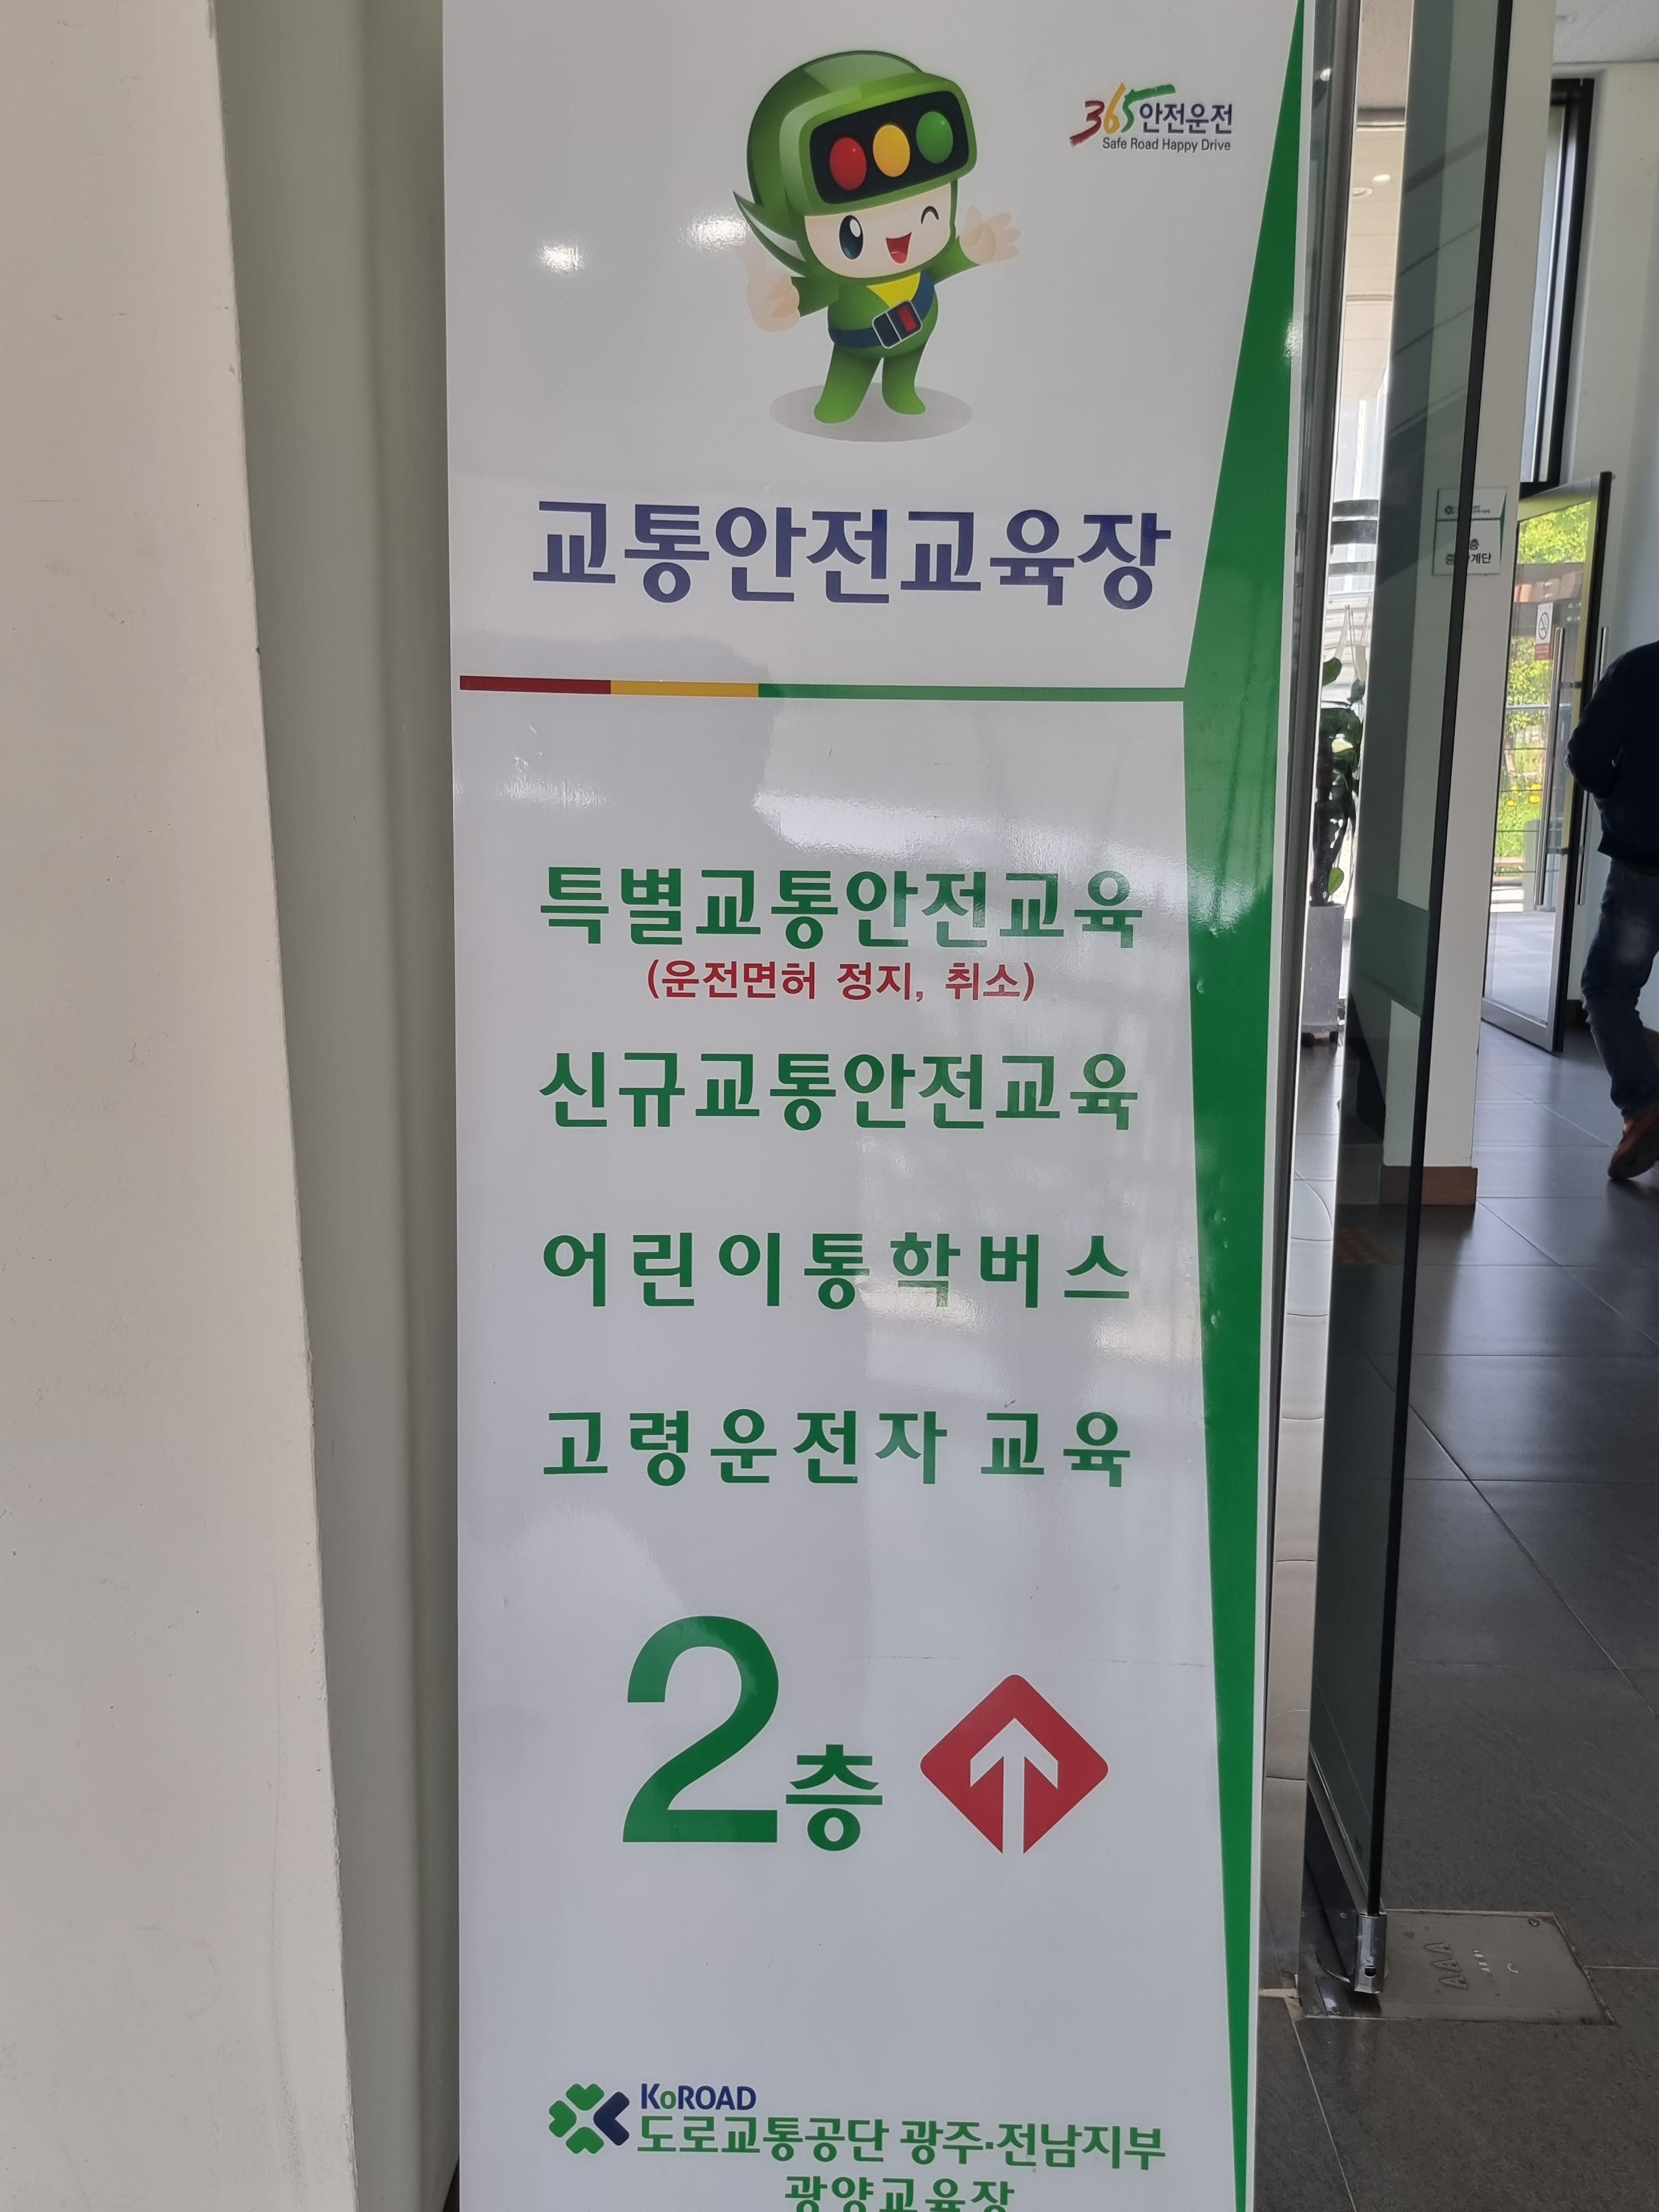 365안전운전
Safe Road Happy Drive
교통안전교육장
특별교통안전교육
(운전면허 정지, 취소)
신규교통안전교육
어린이통학버스
고령운전자 교육
2층
KoROAD
도로교통공단 광주·전남지부
광양교육장